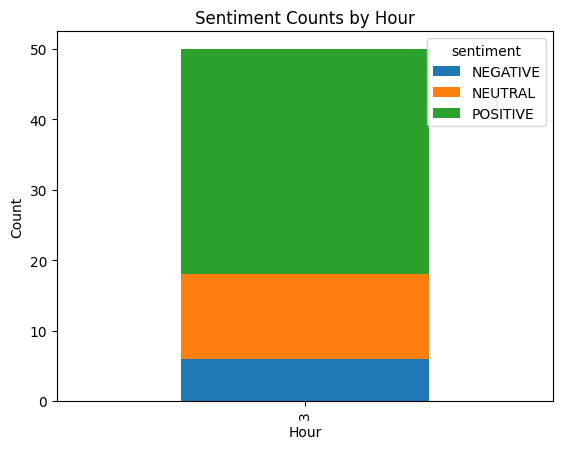 Sentiment Counts by Hour
sentiment
NEGATIVE
NEUTRAL
POSITIVE
50
40
30
20
10
0
Count
3
Hour